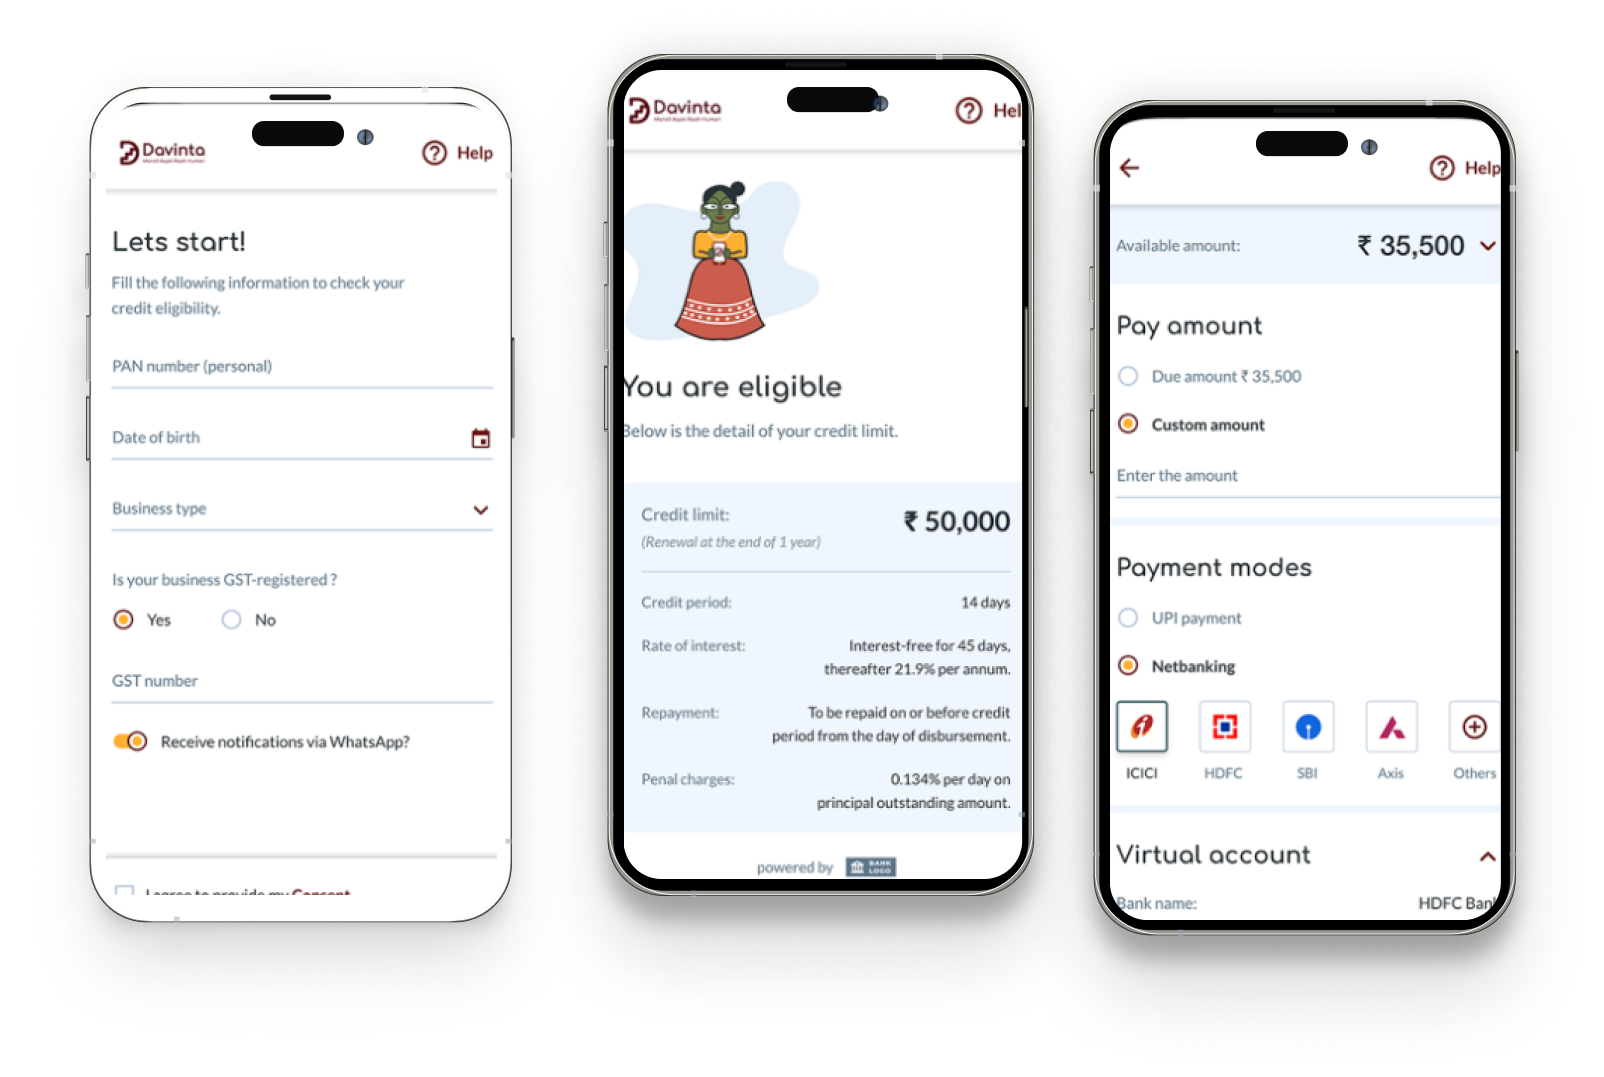 Davinta
Help
Lets start!
Fill the following information to check your
credit eligibility.
PAN number (personal)
Date of birth
Business type
Is your business GST-registered ?
Yes
No
GST number
Receive notifications via WhatsApp?
I agree to provide my Consent
Davinta
Hel
You are eligible
Below is the detail of your credit limit.
Credit limit:
₹ 50,000
(Renewal at the end of 1 year)
Credit period:
14 days
Rate of interest:
Interest-free for 45 days,
thereafter 21.9% per annum.
Repayment:
To be repaid on or before credit
period from the day of disbursement.
Penal charges:
0.134% per day on
principal outstanding amount.
powered by
BANK
LOGO
Help
Available amount:
₹ 35,500
Pay amount
Due amount ₹ 35,500
Custom amount
Enter the amount
Payment modes
UPI payment
Netbanking
ICICI
HDFC
SBI
Axis
Others
Virtual account
Bank name:
HDFC Bank